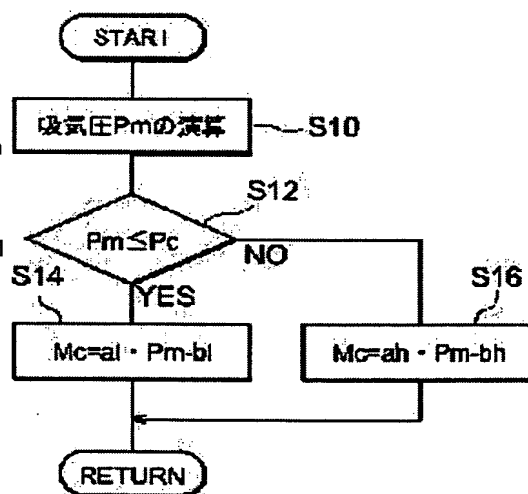 START
吸気圧Pmの演算
S10
S12
Pm≦Pc
NO
S14
YES
S16
Mc=al・Pm-bl
Mc=ah・Pm-bh
RETURN